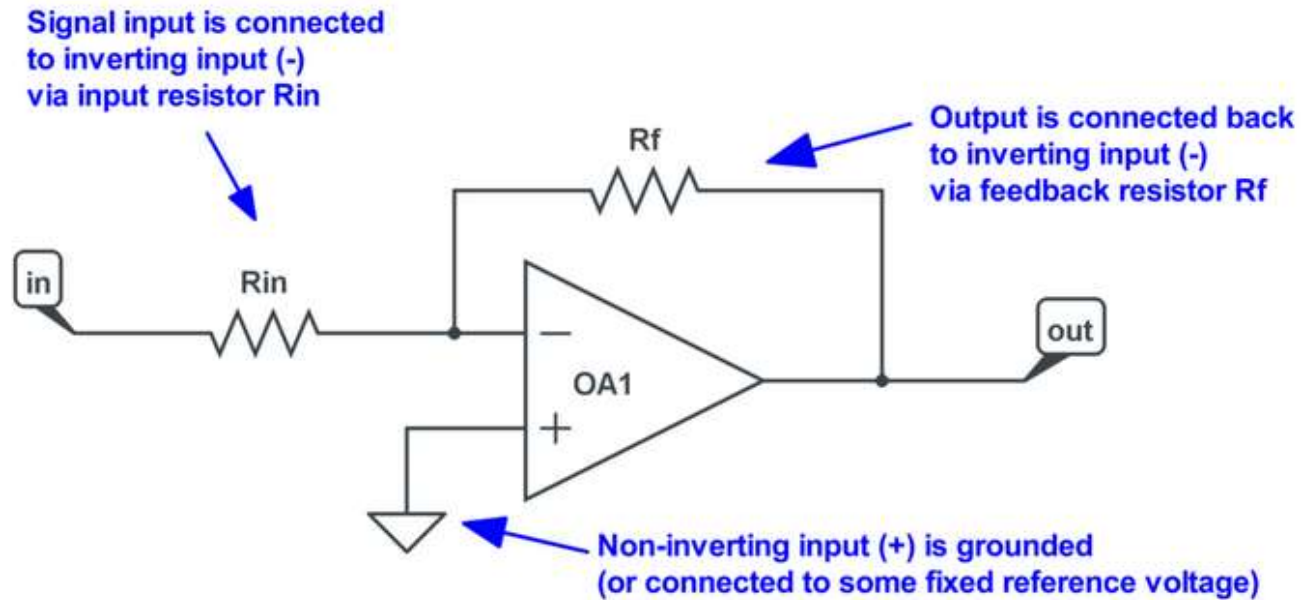 Signal input is connected
to inverting input (-)
via input resistor Rin
Output is connected back
to inverting input (-)
via feedback resistor Rf
Rf
in
Rin
out
−
OA1
+
Non-inverting input (+) is grounded
(or connected to some fixed reference voltage)